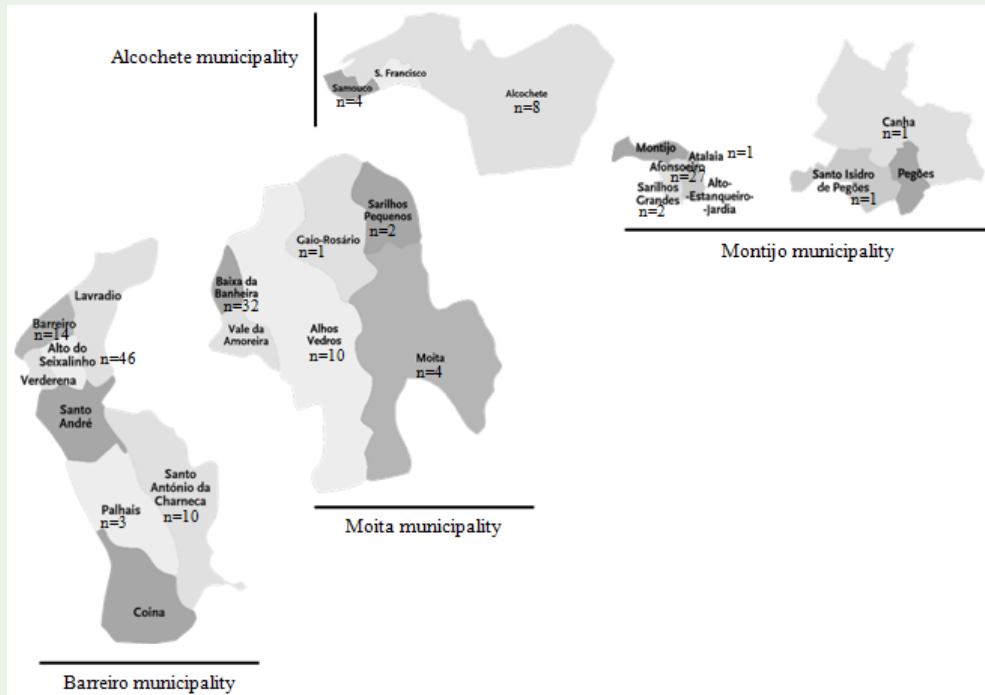 Alcochete municipality
S. Francisco
Samouco
n=4
Alcochete
n=8
Montijo
Atalaia n=1
Afonsoeiro
n=27
Sarilhos
Grandes
n=2
Alto-
-Estanqueiro-
-Jardia
Canha
n=1
Santo Isidro
de Pegões
n=1
Pegões
Montijo municipality
Sarilhos
Pequenos
n=2
Gaio-Rosário
n=1
Baixa da
Banheira
n=32
Vale da
Amoreira
Alhos
Vedros
n=10
Moita
n=4
Moita municipality
Lavradio
Barreiro
n=14
Alto do
Seixalinho n=46
Verderena
Santo
André
Santo
António da
Charneca
n=10
Palhais
n=3
Coina
Barreiro municipality